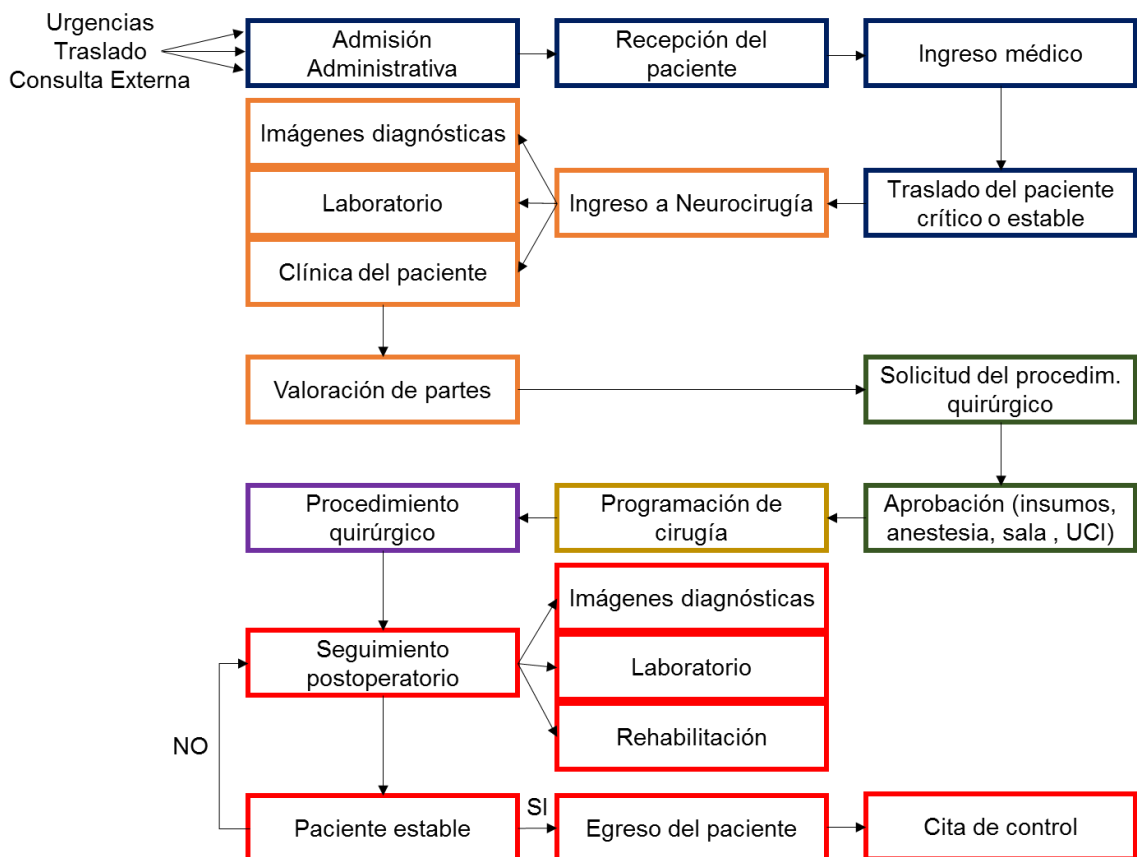 Urgencias
Traslado
Consulta Externa
Admisión
Administrativa
Recepción del
paciente
Ingreso médico
Imágenes diagnósticas
Laboratorio
Clínica del paciente
Ingreso a Neurocirugía
Traslado del paciente
crítico o estable
Valoración de partes
Solicitud del procedim.
quirúrgico
Procedimiento
quirúrgico
Programación de
cirugía
Aprobación (insumos,
anestesia, sala , UCI)
Seguimiento
postoperatorio
Imágenes diagnósticas
Laboratorio
Rehabilitación
NO
Paciente estable
SI
Egreso del paciente
Cita de control